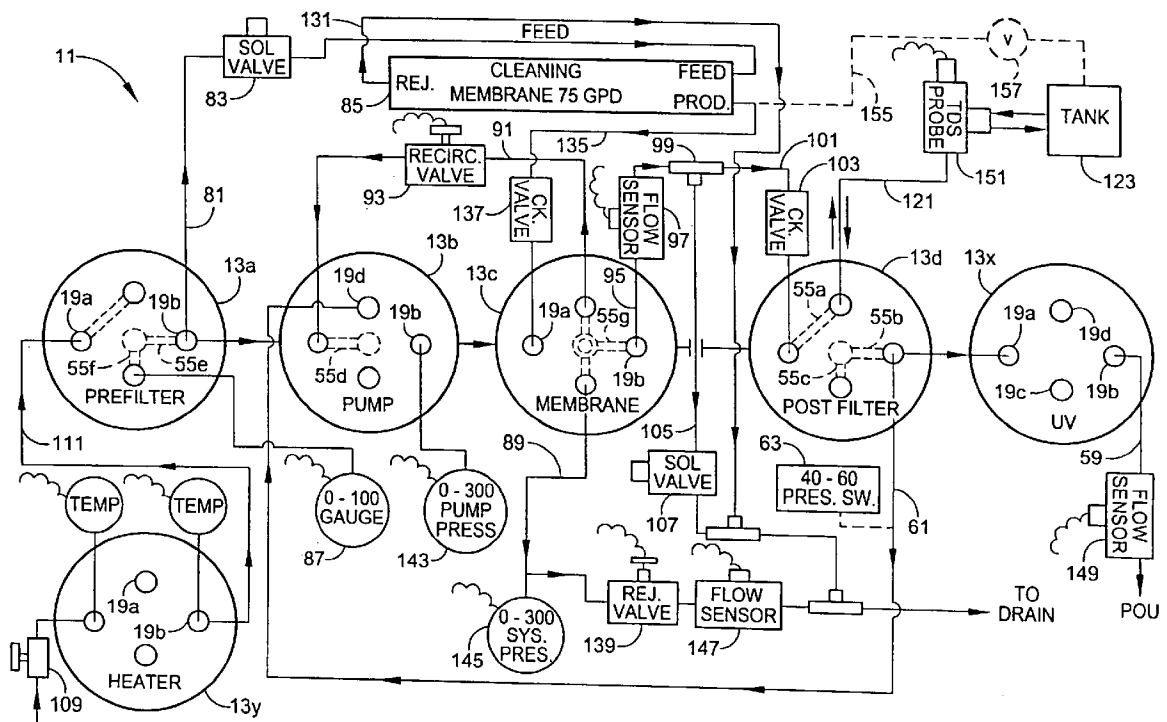 131
11
SOL
VALVE
83
FEED
CLEANING
MEMBRANE 75 GPD
REJ.
FEED
PROD.
85
V
157
155
TDS
PROBE
151
TANK
123
121
81
91
RECIRC.
VALVE
93
135
137
CK.
VALVE
99
101
103
FLOW
SENSOR
97
CK.
VALVE
95
13a
19a
19b
55f
55e
PREFILTER
13b
19d
19b
55d
PUMP
13c
19a
55g
19b
MEMBRANE
13d
55a
55b
55c
POST FILTER
13x
19a
19d
19c
19b
UV
111
89
105
63
40 - 60
PRES. SW.
61
59
TEMP
TEMP
0 - 100
GAUGE
87
0 - 300
PUMP
PRESS
143
SOL
VALVE
107
FLOW
SENSOR
149
POU
19a
19b
HEATER
13y
109
0 - 300
SYS.
PRES.
145
REJ.
VALVE
139
FLOW
SENSOR
147
TO
DRAIN